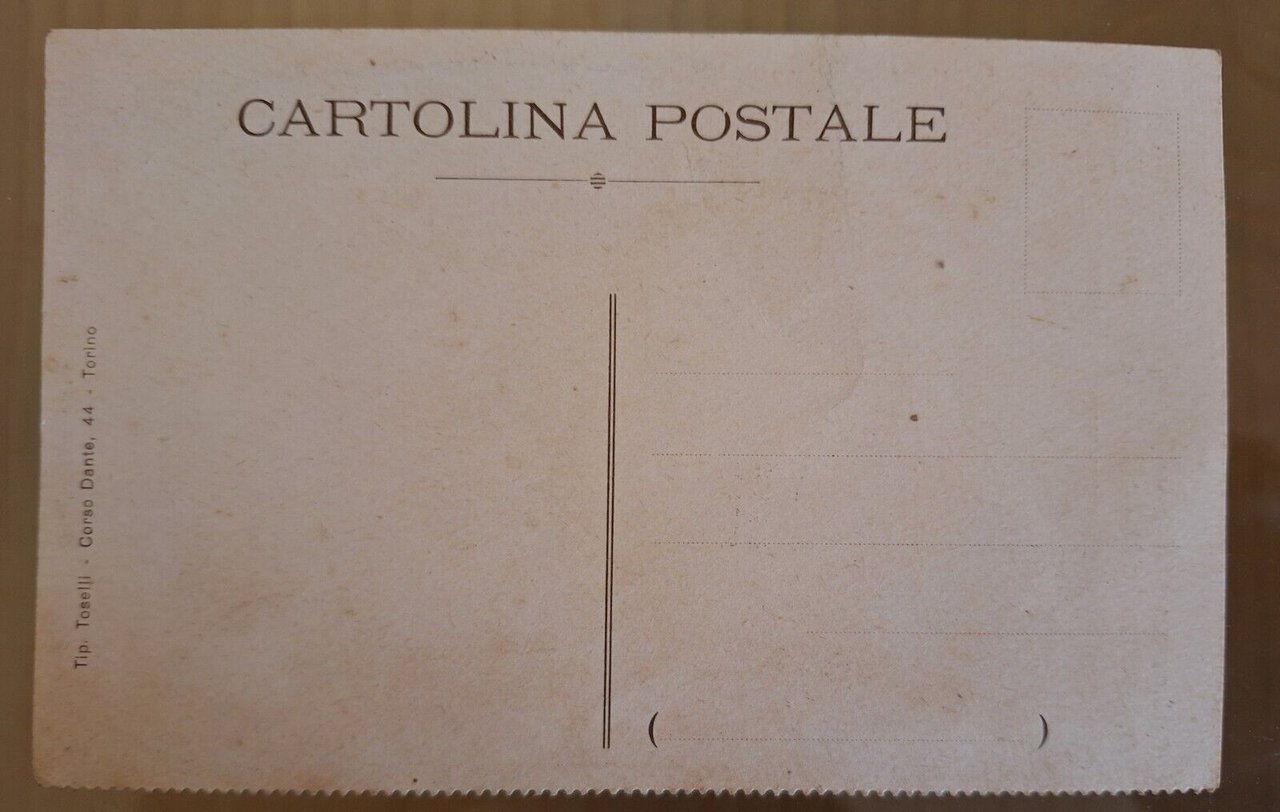 CARTOLINA POSTALE
Tip. Toselli - Corso Dante, 44 - Torino
( )